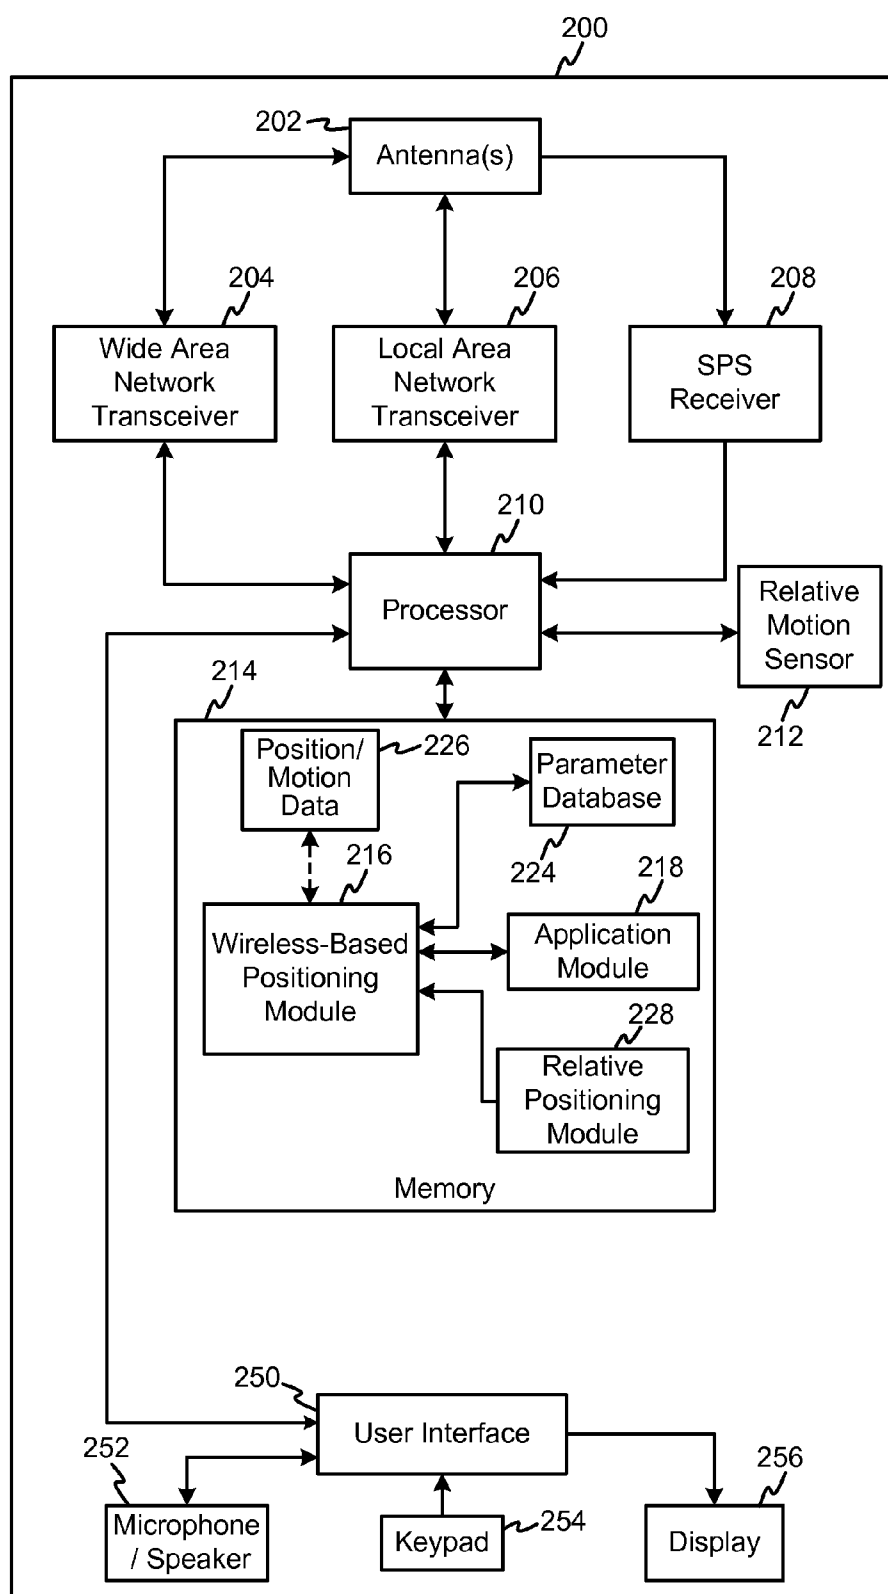 200
202
Antenna(s)
204
206
208
Wide Area
Network
Transceiver
Local Area
Network
Transceiver
SPS
Receiver
210
Processor
Relative
Motion
Sensor
212
214
Position/
Motion
Data
226
Parameter
Database
224
216
218
Wireless-Based
Positioning
Module
Application
Module
228
Relative
Positioning
Module
Memory
250
User Interface
252
256
Microphone
/ Speaker
Keypad
254
Display